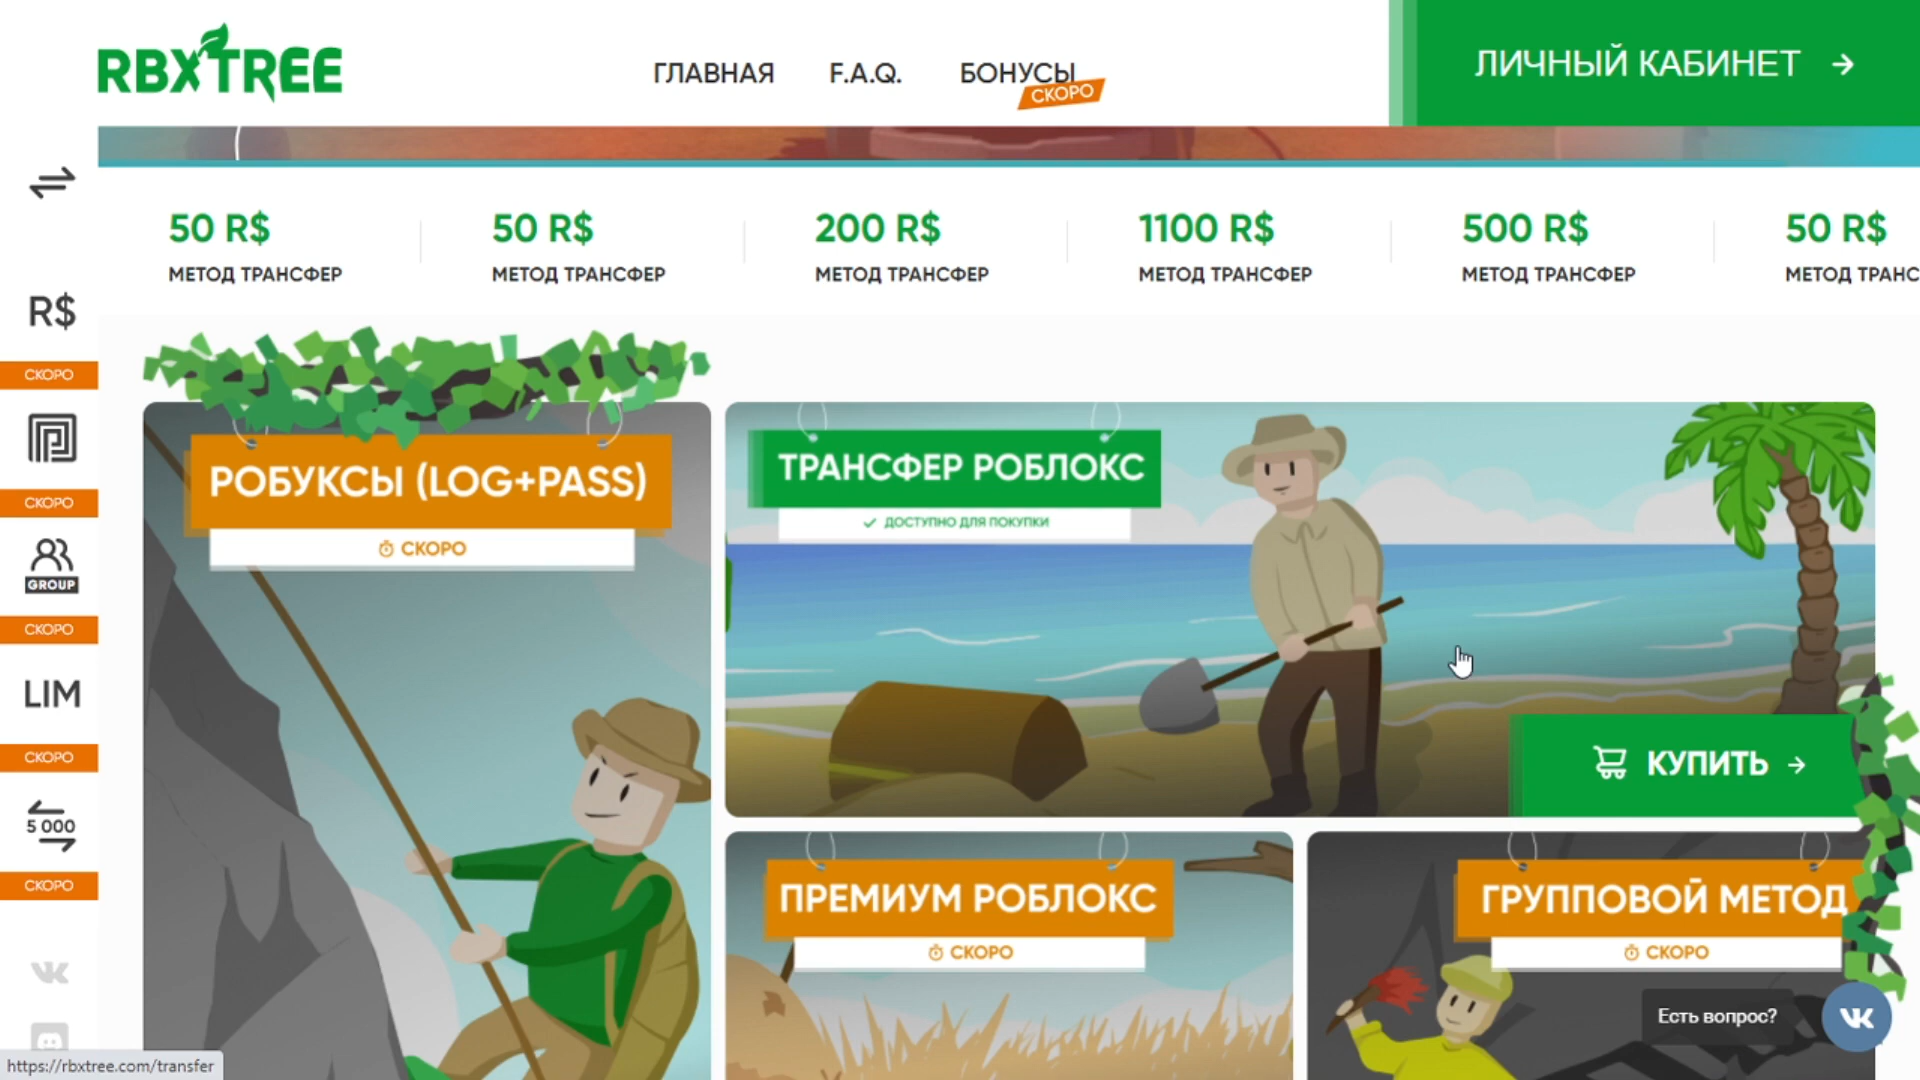 RBXTREE
ГЛАВНАЯ
F.A.Q.
БОНУСЫ
СКОРО
ЛИЧНЫЙ КАБИНЕТ
50 R$
50 R$
200 R$
1100 R$
500 R$
50 R$
МЕТОД ТРАНСФЕР
МЕТОД ТРАНСФЕР
МЕТОД ТРАНСФЕР
МЕТОД ТРАНСФЕР
МЕТОД ТРАНСФЕР
МЕТОД ТРАНС
R$
СКОРО
СКОРО
GROUP
СКОРО
LIM
СКОРО
5 000
СКОРО
РОБУКСЫ (LOG+PASS)
СКОРО
ТРАНСФЕР РОБЛОКС
ДОСТУПНО ДЛЯ ПОКУПКИ
КУПИТЬ
ПРЕМИУМ РОБЛОКС
СКОРО
ГРУППОВОЙ МЕТОД
СКОРО
Есть вопрос?
https://rbxtree.com/transfer